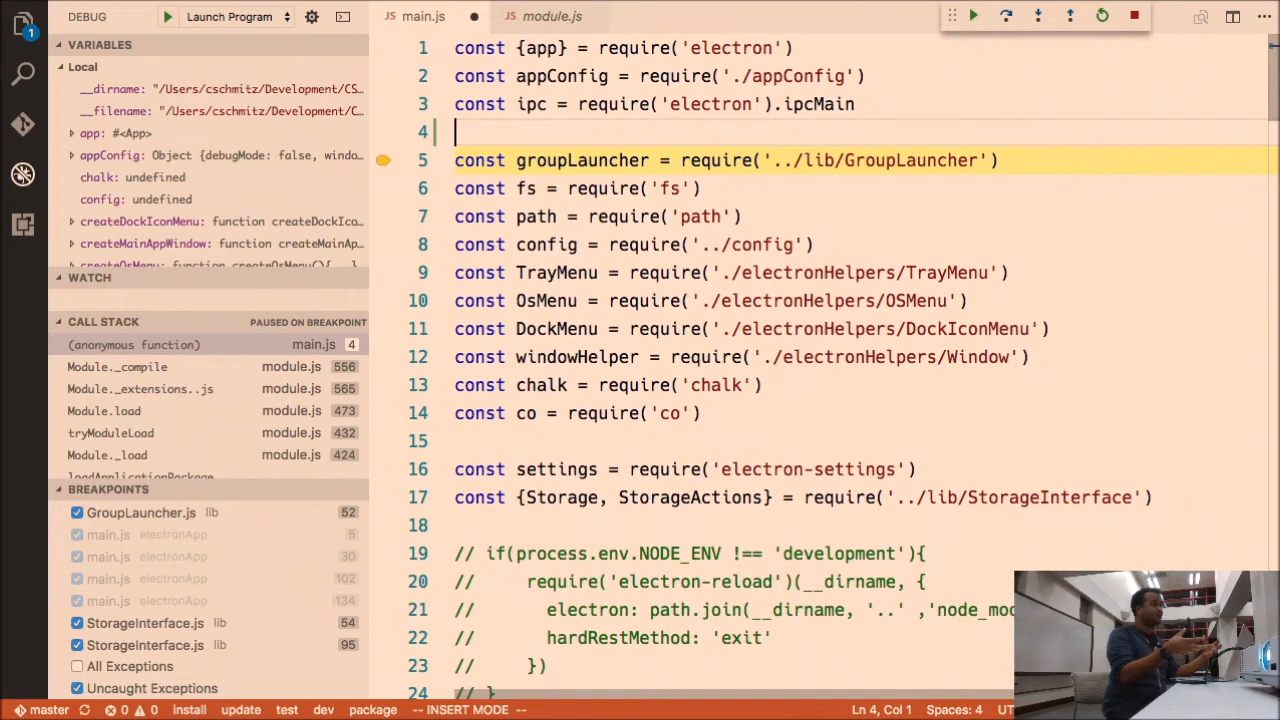 DEBUG
Launch Program
main.js
module.js
1
VARIABLES
Local
__dirname: "/Users/cschmitz/Development/CS…
__filename: "/Users/cschmitz/Development/C…
app: #<App>
appConfig: Object {debugMode: false, windo…
chalk: undefined
config: undefined
createDockIconMenu: function createDockIco…
createMainAppWindow: function createMainAp…
createOsMenu: function createOsMenu(){ … }
WATCH
CALL STACK
PAUSED ON BREAKPOINT
(anonymous function) main.js 4
Module._compile module.js 556
Module._extensions..js module.js 565
Module.load module.js 473
tryModuleLoad module.js 432
Module._load module.js 424
loadApplicationPackage
BREAKPOINTS
GroupLauncher.js lib 52
main.js electronApp 5
main.js electronApp 30
main.js electronApp 102
main.js electronApp 134
StorageInterface.js lib 54
StorageInterface.js lib 95
All Exceptions
Uncaught Exceptions
1 const {app} = require('electron')
2 const appConfig = require('./appConfig')
3 const ipc = require('electron').ipcMain
4
5 const groupLauncher = require('../lib/GroupLauncher')
6 const fs = require('fs')
7 const path = require('path')
8 const config = require('../config')
9 const TrayMenu = require('./electronHelpers/TrayMenu')
10 const OsMenu = require('./electronHelpers/OSMenu')
11 const DockMenu = require('./electronHelpers/DockIconMenu')
12 const windowHelper = require('./electronHelpers/Window')
13 const chalk = require('chalk')
14 const co = require('co')
15
16 const settings = require('electron-settings')
17 const {Storage, StorageActions} = require('../lib/StorageInterface')
18
19 // if(process.env.NODE_ENV !== 'development'){
20 // require('electron-reload')(__dirname, {
21 // electron: path.join(__dirname, '..' ,'node_mo
22 // hardRestMethod: 'exit'
23 // })
24 // }
master 0 0 install update test dev package -- INSERT MODE -- Ln 4, Col 1 Spaces: 4 UT